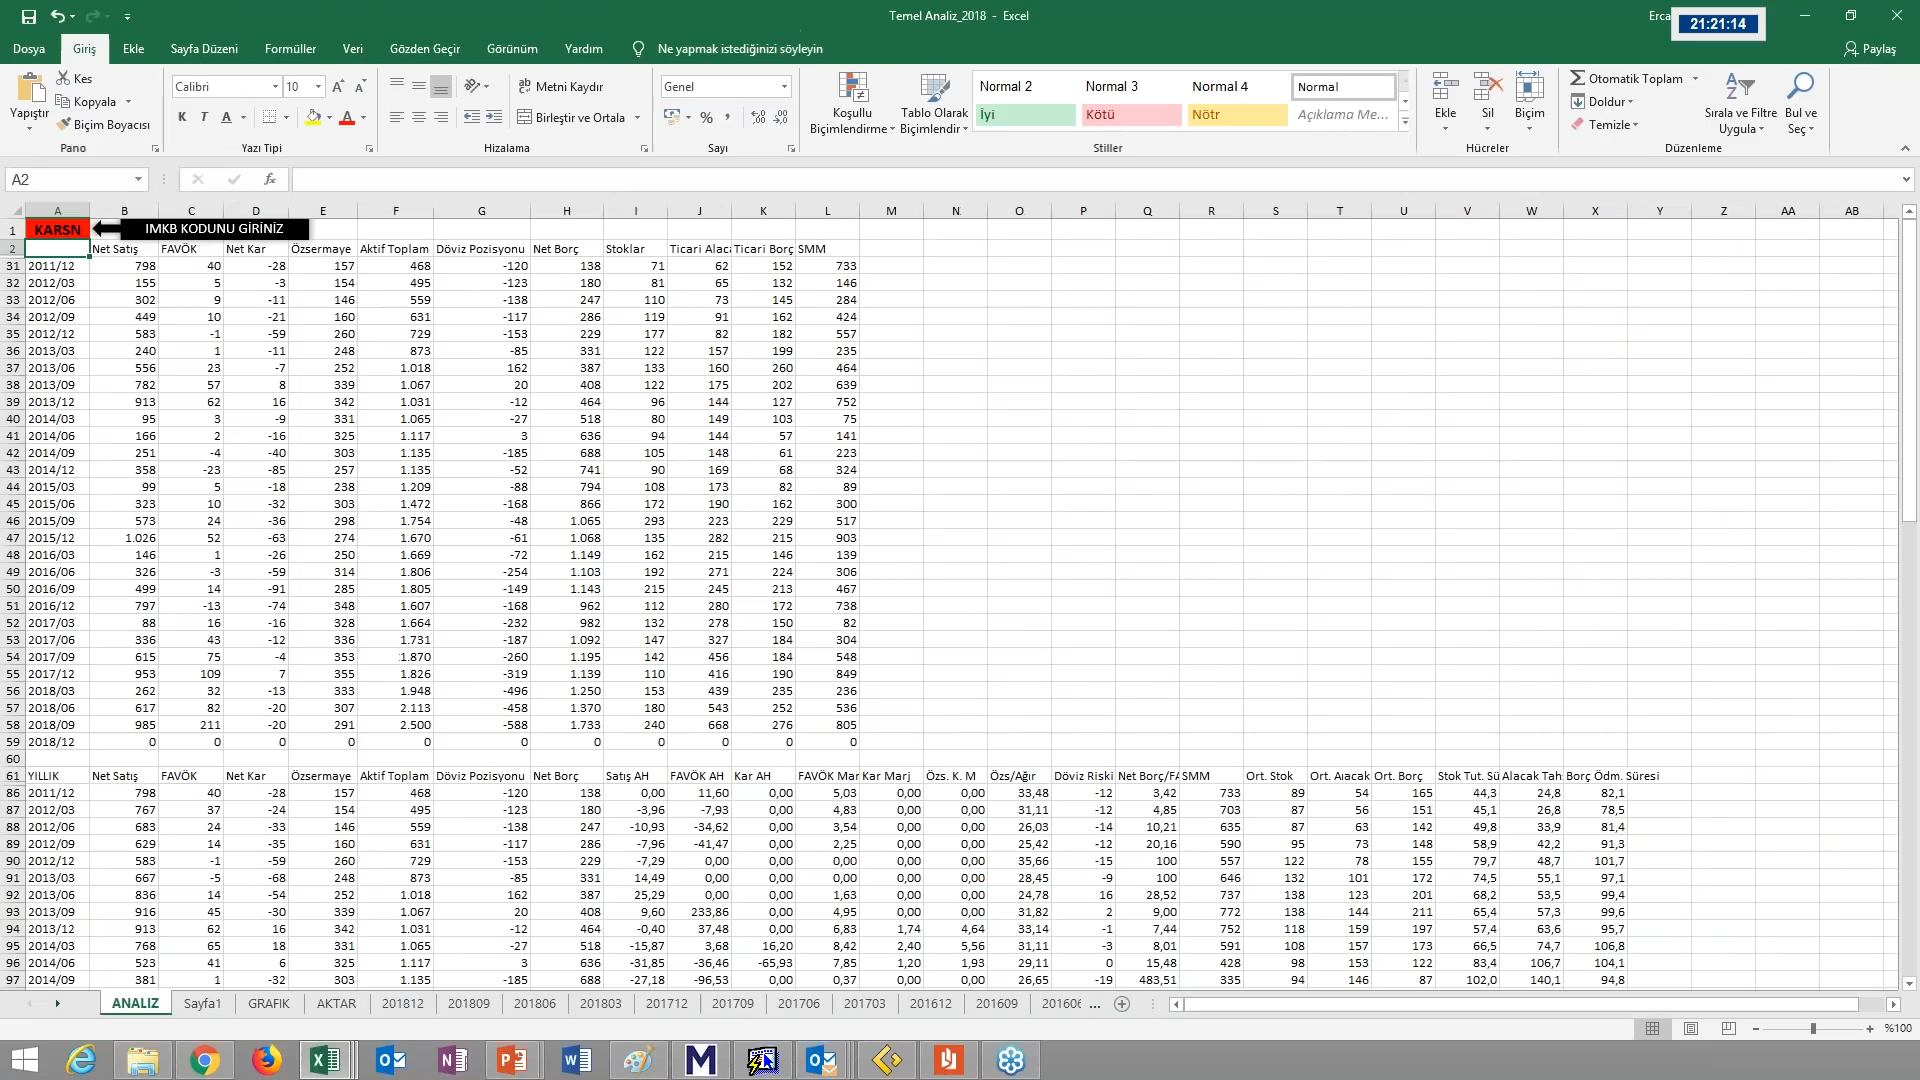 Temel Analiz_2018 - Excel
Erca
21:21:14
Dosya Giriş Ekle Sayfa Düzeni Formüller Veri Gözden Geçir Görünüm Yardım Ne yapmak istediğinizi söyleyin Paylaş
Yapıştır
Kes
Kopyala
Biçim Boyacısı
Pano
Calibri 10
K T A
Yazı Tipi
Metni Kaydır
Birleştir ve Ortala
Hizalama
Genel
Sayı
Koşullu Biçimlendirme
Tablo Olarak Biçimlendir
Normal 2 Normal 3 Normal 4 Normal
İyi Kötü Nötr Açıklama Me...
Stiller
Ekle Sil Biçim
Hücreler
Otomatik Toplam
Doldur
Temizle
Sırala ve Filtre Uygula
Bul ve Seç
Düzenleme
A2
A B C D E F G H I J K L M N O P Q R S T U V W X Y Z AA AB
1 KARSN IMKB KODUNU GİRİNİZ
2 Net Satış FAVÖK Net Kar Özsermaye Aktif Toplam Döviz Pozisyonu Net Borç Stoklar Ticari Alaca Ticari Borç SMM
31 2011/12 798 40 -28 157 468 -120 138 71 62 152 733
32 2012/03 155 5 -3 154 495 -123 180 81 65 132 146
33 2012/06 302 9 -11 146 559 -138 247 110 73 145 284
34 2012/09 449 10 -21 160 631 -117 286 119 91 162 424
35 2012/12 583 -1 -59 260 729 -153 229 177 82 182 557
36 2013/03 240 1 -11 248 873 -85 331 122 157 199 235
37 2013/06 556 23 -7 252 1.018 162 387 133 160 260 464
38 2013/09 782 57 8 339 1.067 20 408 122 175 202 639
39 2013/12 913 62 16 342 1.031 -12 464 96 144 127 752
40 2014/03 95 3 -9 331 1.065 -27 518 80 149 103 75
41 2014/06 166 2 -16 325 1.117 3 636 94 144 57 141
42 2014/09 251 -4 -40 303 1.135 -185 688 105 148 61 223
43 2014/12 358 -23 -85 257 1.135 -52 741 90 169 68 324
44 2015/03 99 5 -18 238 1.209 -88 794 108 173 82 89
45 2015/06 323 10 -32 303 1.472 -168 866 172 190 162 300
46 2015/09 573 24 -36 298 1.754 -48 1.065 293 223 229 517
47 2015/12 1.026 52 -63 274 1.670 -61 1.068 135 282 215 903
48 2016/03 146 1 -26 250 1.669 -72 1.149 162 215 146 139
49 2016/06 326 -3 -59 314 1.806 -254 1.103 192 271 224 306
50 2016/09 499 14 -91 285 1.805 -149 1.143 215 245 213 467
51 2016/12 797 -13 -74 348 1.607 -168 962 112 280 172 738
52 2017/03 88 16 -16 328 1.664 -232 982 132 278 150 82
53 2017/06 336 43 -12 336 1.731 -187 1.092 147 327 184 304
54 2017/09 615 75 -4 353 1.870 -260 1.195 142 456 184 548
55 2017/12 953 109 7 355 1.826 -319 1.139 110 416 190 849
56 2018/03 262 32 -13 333 1.948 -496 1.250 153 439 235 236
57 2018/06 617 82 -20 307 2.113 -458 1.370 180 543 252 536
58 2018/09 985 211 -20 291 2.500 -588 1.733 240 668 276 805
59 2018/12 0 0 0 0 0 0 0 0 0 0 0
60
61 YILLIK Net Satış FAVÖK Net Kar Özsermaye Aktif Toplam Döviz Pozisyonu Net Borç Satış AH FAVÖK AH Kar AH FAVÖK Mar Kar Marj Özs. K. M Özs/Ağır Döviz Riski Net Borç/FA SMM Ort. Stok Ort. Alacak Ort. Borç Stok Tut. Sü Alacak Tah Borç Ödm. Süresi
86 2011/12 798 40 -28 157 468 -120 138 0,00 11,60 0,00 5,03 0,00 0,00 33,48 -12 3,42 733 89 54 165 44,3 24,8 82,1
87 2012/03 767 37 -24 154 495 -123 180 -3,96 -7,93 0,00 4,83 0,00 0,00 31,11 -12 4,85 703 87 56 151 45,1 26,8 78,5
88 2012/06 683 24 -33 146 559 -138 247 -10,93 -34,62 0,00 3,54 0,00 0,00 26,03 -14 10,21 635 87 63 142 49,8 33,9 81,4
89 2012/09 629 14 -35 160 631 -117 286 -7,96 -41,47 0,00 2,25 0,00 0,00 25,42 -12 20,16 590 95 73 148 58,9 42,2 91,3
90 2012/12 583 -1 -59 260 729 -153 229 -7,29 0,00 0,00 0,00 0,00 0,00 35,66 -15 100 557 122 78 155 79,7 48,7 101,7
91 2013/03 667 -5 -68 248 873 -85 331 14,49 0,00 0,00 0,00 0,00 0,00 28,45 -9 100 646 132 101 172 74,5 55,1 97,1
92 2013/06 836 14 -54 252 1.018 162 387 25,29 0,00 0,00 1,63 0,00 0,00 24,78 16 28,52 737 138 123 201 68,2 53,5 99,4
93 2013/09 916 45 -30 339 1.067 20 408 9,60 233,86 0,00 4,95 0,00 0,00 31,82 2 9,00 772 138 144 211 65,4 57,3 99,6
94 2013/12 913 62 16 342 1.031 -12 464 -0,40 37,48 0,00 6,83 1,74 4,64 33,14 -1 7,44 752 118 159 197 57,4 63,6 95,7
95 2014/03 768 65 18 331 1.065 -27 518 -15,87 3,68 16,20 8,42 2,40 5,56 31,11 -3 8,01 591 108 157 173 66,5 74,7 106,8
96 2014/06 523 41 6 325 1.117 3 636 -31,85 -36,46 -65,93 7,85 1,20 1,93 29,11 0 15,48 428 98 153 122 83,4 106,7 104,1
97 2014/09 381 1 -32 303 1.135 -185 688 -27,18 -96,53 0,00 0,37 0,00 0,00 26,65 -19 483,51 335 94 146 87 102,0 140,1 94,8
ANALIZ Sayfa1 GRAFIK AKTAR 201812 201809 201806 201803 201712 201709 201706 201703 201612 201609 201606 ...
%100